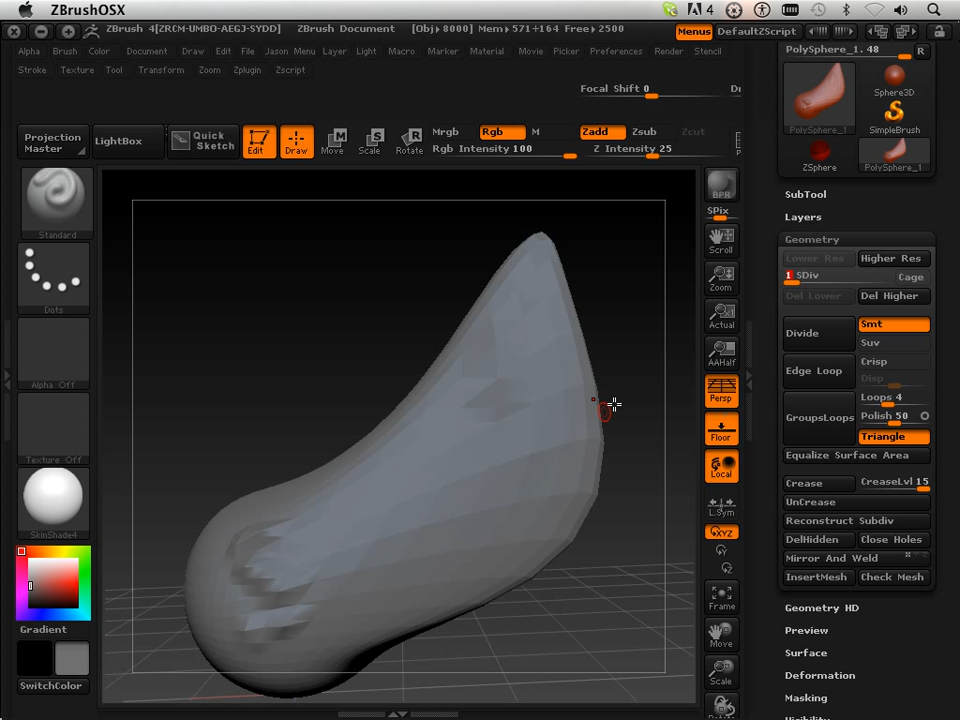 ZBrushOSX
4
ZBrush 4[ZRCM-UMBO-AEGJ-SYDD] ZBrush Document [Obj>8000] Mem>571+164 Free>2500 Menus DefaultZScript
Alpha Brush Color Document Draw Edit File Jason Menu Layer Light Macro Marker Material Movie Picker Preferences Render Stencil
Stroke Texture Tool Transform Zoom Zplugin Zscript
PolySphere_1. 48 R
Focal Shift 0
PolySphere_1
Sphere3D
SimpleBrush
ZSphere
PolySphere_1
Projection Master
LightBox
Quick Sketch
Edit Draw Move Scale Rotate
Mrgb Rgb M Zadd Zsub Zcut
Rgb Intensity 100 Z Intensity 25
Standard
Dots
Alpha Off
Texture Off
SkinShade4
Gradient
SwitchColor
BPR
SPix
Scroll
Zoom
Actual
AAHalf
Persp
Floor
Local
L.Sym
XYZ
Y
Z
Frame
Move
Scale
SubTool
Layers
Geometry
Lower Res Higher Res
1 SDiv Cage
Del Lower Del Higher
Divide Smt
Suv
Edge Loop Crisp
Disp
GroupsLoops Loops 4
Polish 50
Triangle
Equalize Surface Area
Crease CreaseLvl 15
UnCrease
Reconstruct Subdiv
DelHidden Close Holes
Mirror And Weld
InsertMesh Check Mesh
Geometry HD
Preview
Surface
Deformation
Masking